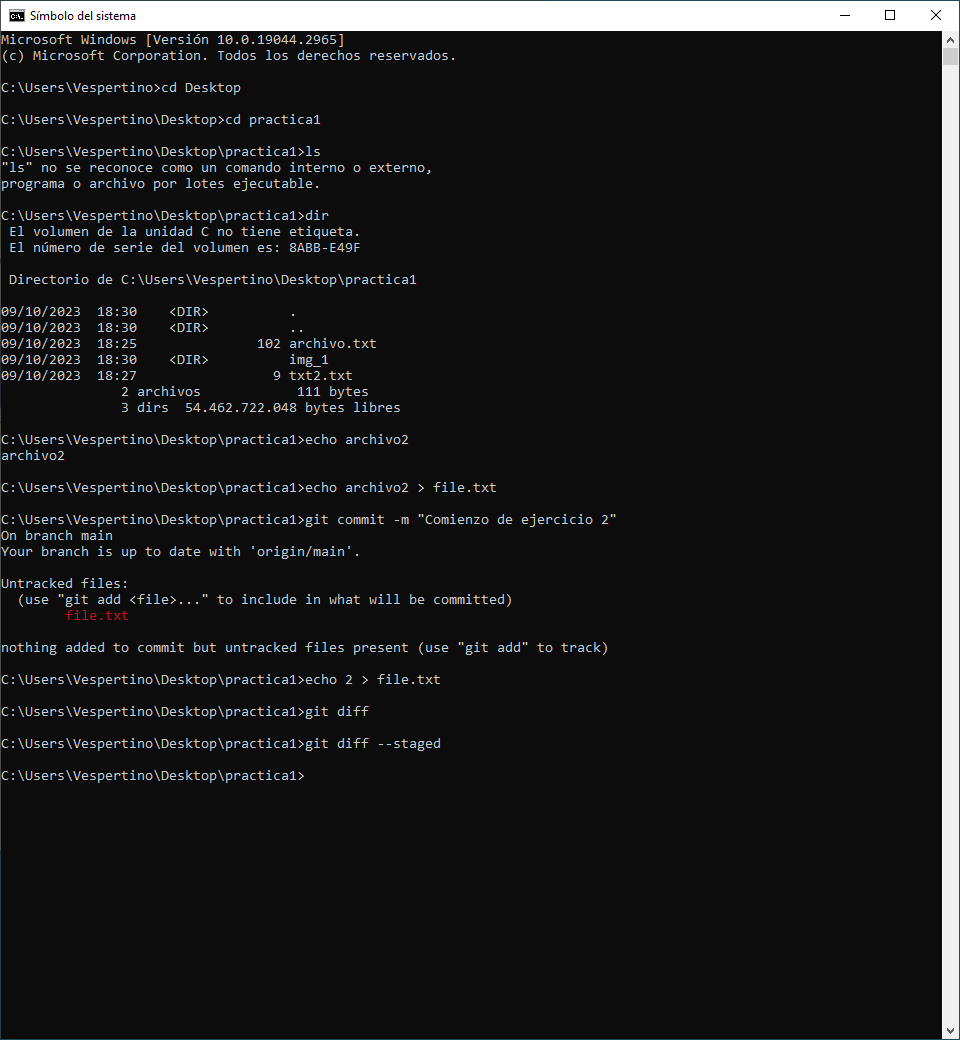 Símbolo del sistema
Microsoft Windows [Versión 10.0.19044.2965]
(c) Microsoft Corporation. Todos los derechos reservados.
C:\Users\Vespertino>cd Desktop
C:\Users\Vespertino\Desktop>cd practica1
C:\Users\Vespertino\Desktop\practica1>ls
"ls" no se reconoce como un comando interno o externo,
programa o archivo por lotes ejecutable.
C:\Users\Vespertino\Desktop\practica1>dir
 El volumen de la unidad C no tiene etiqueta.
 El número de serie del volumen es: 8ABB-E49F
 Directorio de C:\Users\Vespertino\Desktop\practica1
09/10/2023  18:30    <DIR>          .
09/10/2023  18:30    <DIR>          ..
09/10/2023  18:25               102 archivo.txt
09/10/2023  18:30    <DIR>          img_1
09/10/2023  18:27                 9 txt2.txt
               2 archivos            111 bytes
               3 dirs  54.462.722.048 bytes libres
C:\Users\Vespertino\Desktop\practica1>echo archivo2
archivo2
C:\Users\Vespertino\Desktop\practica1>echo archivo2 > file.txt
C:\Users\Vespertino\Desktop\practica1>git commit -m "Comienzo de ejercicio 2"
On branch main
Your branch is up to date with 'origin/main'.
Untracked files:
  (use "git add <file>..." to include in what will be committed)
        file.txt
nothing added to commit but untracked files present (use "git add" to track)
C:\Users\Vespertino\Desktop\practica1>echo 2 > file.txt
C:\Users\Vespertino\Desktop\practica1>git diff
C:\Users\Vespertino\Desktop\practica1>git diff --staged
C:\Users\Vespertino\Desktop\practica1>